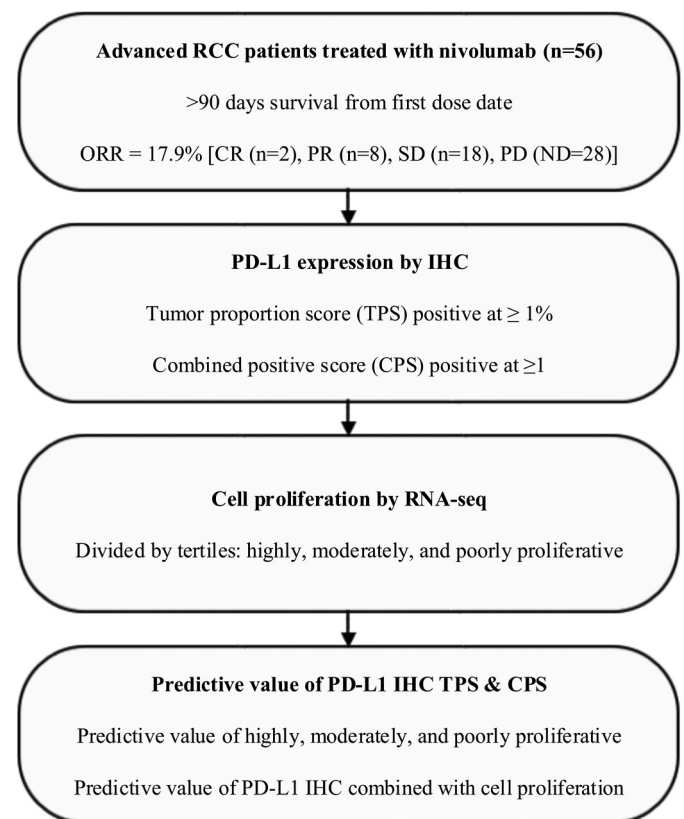 Advanced RCC patients treated with nivolumab (n=56)
>90 days survival from first dose date
ORR = 17.9% [CR (n=2), PR (n=8), SD (n=18), PD (ND=28)]
PD-L1 expression by IHC
Tumor proportion score (TPS) positive at ≥ 1%
Combined positive score (CPS) positive at ≥1
Cell proliferation by RNA-seq
Divided by tertiles: highly, moderately, and poorly proliferative
Predictive value of PD-L1 IHC TPS & CPS
Predictive value of highly, moderately, and poorly proliferative
Predictive value of PD-L1 IHC combined with cell proliferation